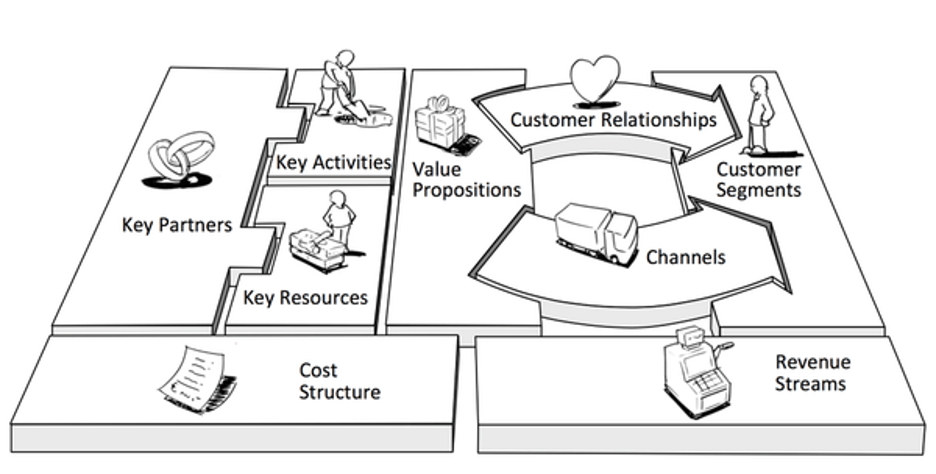 Key Partners
Key Activities
Key Resources
Value
Propositions
Customer Relationships
Channels
Customer
Segments
Cost
Structure
Revenue
Streams